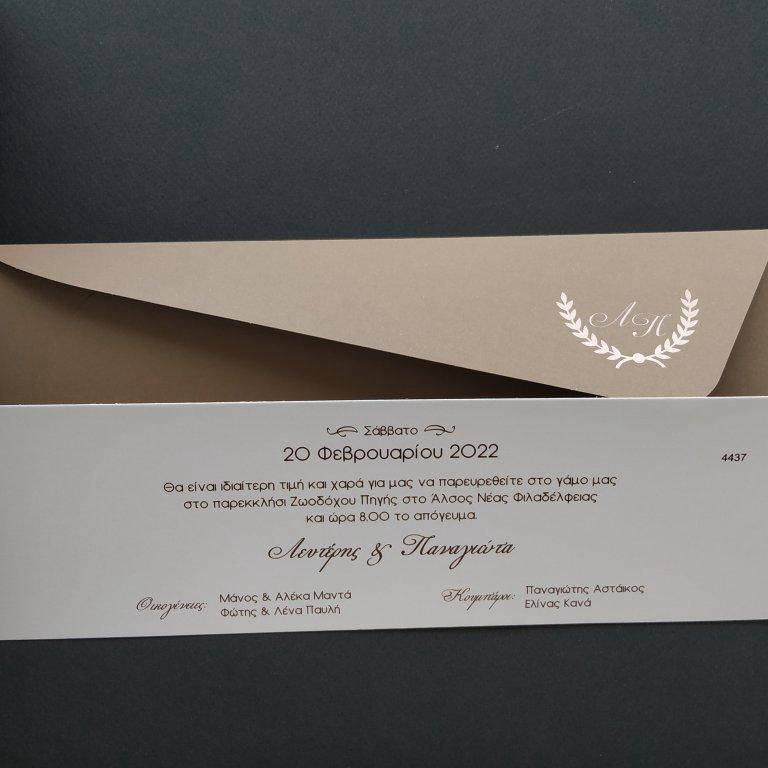 Λ Π
Σάββατο
20 Φεβρουαρίου 2022
4437
Θα είναι ιδιαίτερη τιμή και χαρά για μας να παρευρεθείτε στο γάμο μας
στο παρεκκλήσι Ζωοδόχου Πηγής στο Άλσος Νέας Φιλαδέλφειας
και ώρα 8.00 το απόγευμα.
Λευτέρης & Παναγιώτα
Οικογένειες: Μάνος & Αλέκα Μαντά
Φώτης & Λένα Παυλή
Κουμπάροι: Παναγιώτης Αστάικος
Ελίνας Κανά